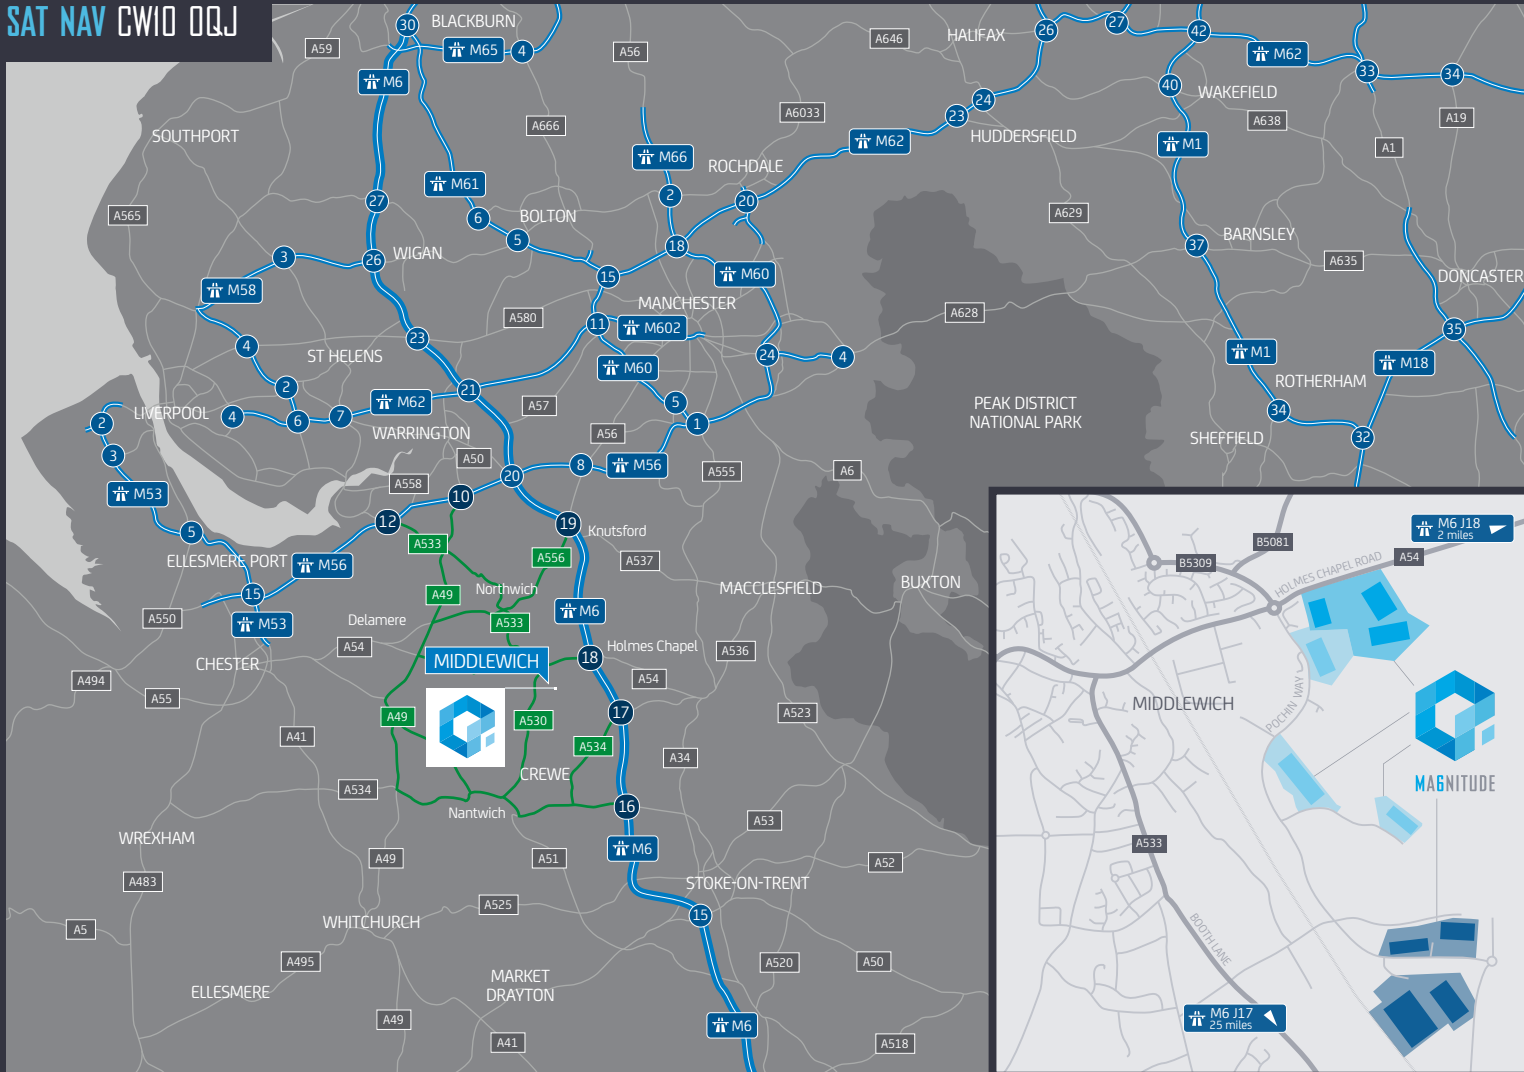 SAT NAV CW10 0QJ
30
BLACKBURN
A59
M65
4
A56
A646
HALIFAX
26
27
42
M62
33
34
M6
40
WAKEFIELD
24
23
HUDDERSFIELD
A638
A19
A6033
SOUTHPORT
A666
M62
M1
A1
M66
ROCHDALE
M61
27
2
20
A565
6
BOLTON
5
A629
18
37
BARNSLEY
3
26
WIGAN
A635
M58
15
M60
DONCASTER
MANCHESTER
A580
11
M602
A628
23
4
ST HELENS
24
4
35
M60
M1
M18
2
21
ROTHERHAM
M62
5
A57
LIVERPOOL
4
6
7
2
1
PEAK DISTRICT
NATIONAL PARK
34
WARRINGTON
A56
SHEFFIELD
32
3
A50
20
8
M56
A555
A6
A558
M53
10
12
19
Knutsford
5
A533
A556
A537
ELLESMERE PORT
M56
Northwich
MACCLESFIELD
BUXTON
15
A49
M6
A550
M53
Delamere
A533
A54
MIDDLEWICH
18
Holmes Chapel
A536
CHESTER
A494
A55
A54
A49
A530
17
A523
A41
A534
A34
CREWE
A534
Nantwich
16
A53
WREXHAM
M6
A49
A51
A52
A483
STOKE-ON-TRENT
A525
15
WHITCHURCH
A5
A495
A520
A50
MARKET
DRAYTON
ELLESMERE
A49
M6
A41
A518
M6 J18
2 miles
B5081
B5309
HOLMES CHAPEL ROAD
A54
MIDDLEWICH
POCHIN WAY
MAGNITUDE
A533
BOOTH LANE
M6 J17
25 miles